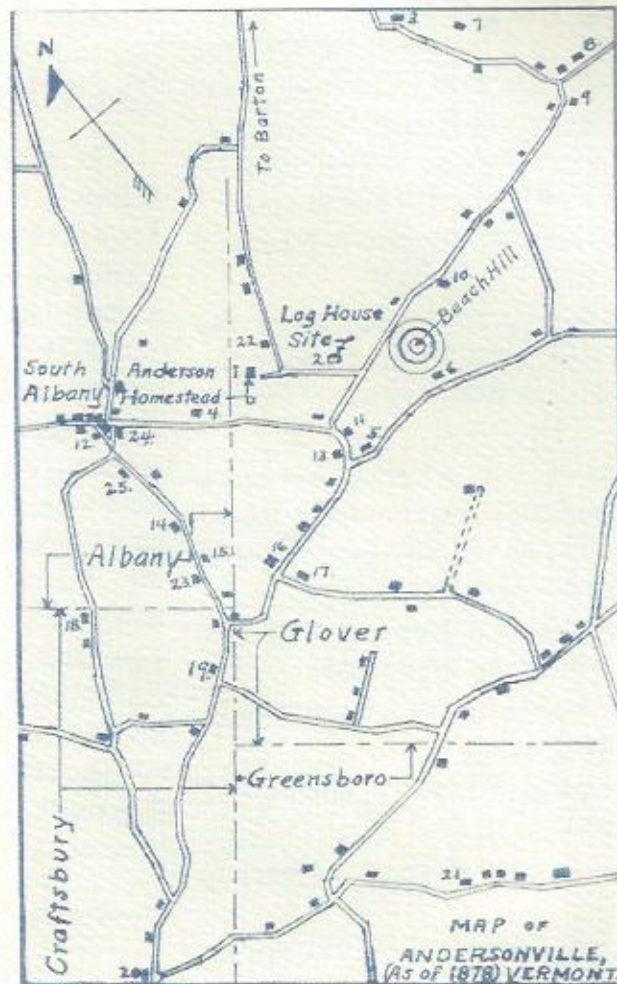 3
7
8
9
N
To Barton
10
Beach Hill
Log House
Site
2
22
6
South
Albany
Anderson
Homestead
1
4
11
5
12
24.
13
25.
14
Albany
15.
16
17.
23
18
Glover
19
Greensboro
Craftsbury
21
20
MAP OF
ANDERSONVILLE,
(AS OF 1878) VERMONT.